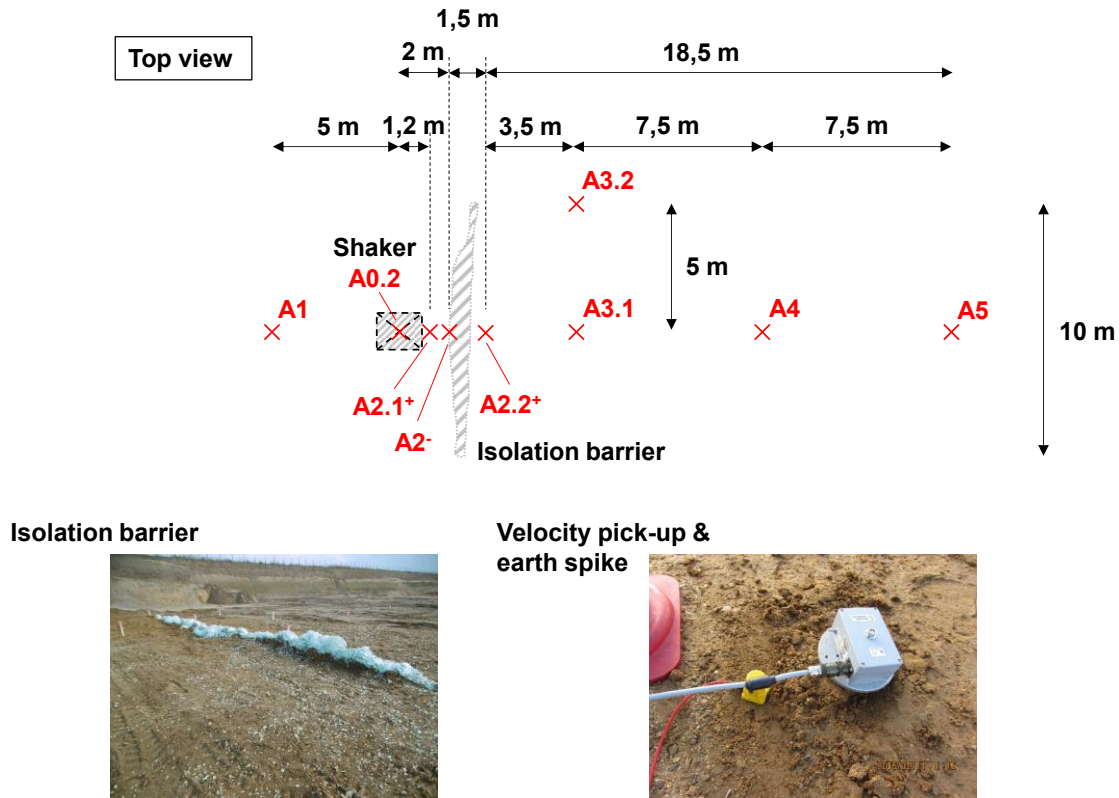 1,5 m
Top view
2 m
18,5 m
5 m
1,2 m
3,5 m
7,5 m
7,5 m
A3.2
Shaker
A0.2
5 m
A1
A3.1
A4
A5
10 m
A2.1⁺
A2⁻
A2.2⁺
Isolation barrier
Isolation barrier
Velocity pick-up &
earth spike